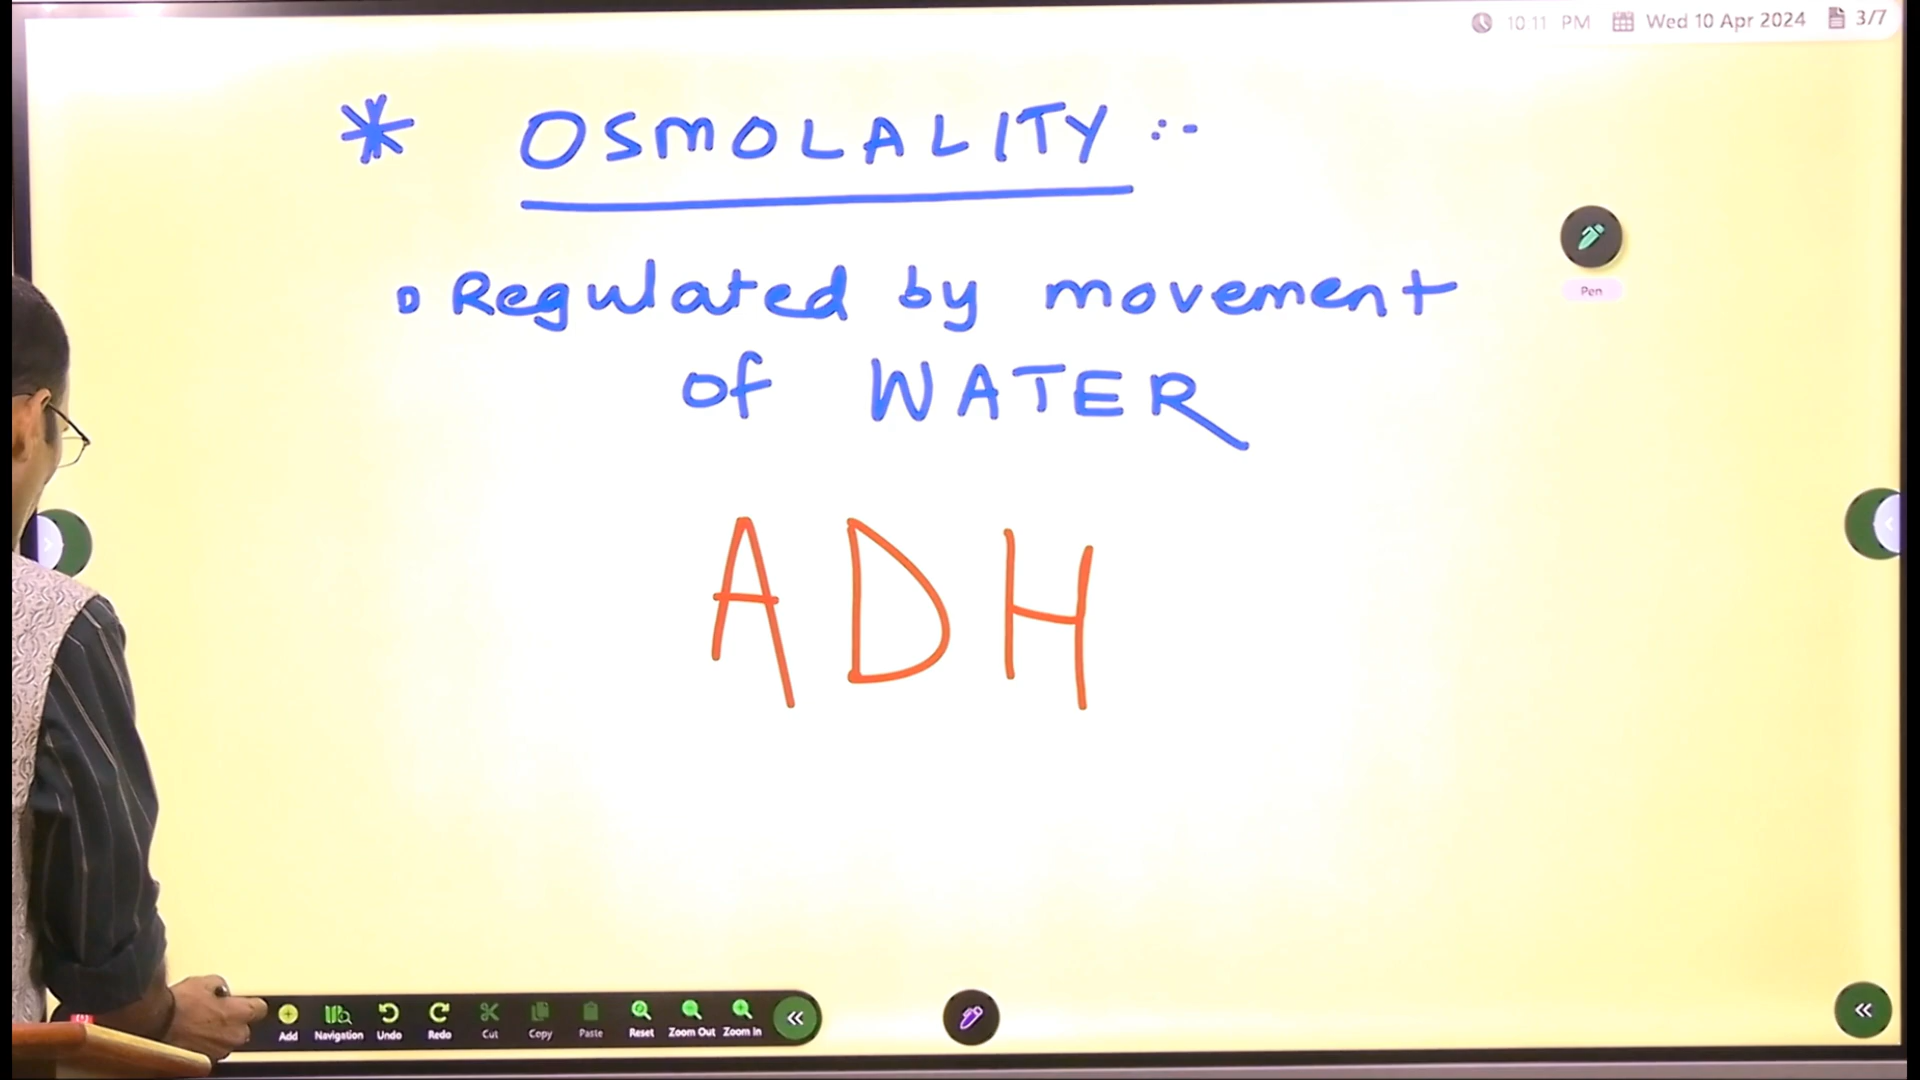 10 11 PM Wed 10 Apr 2024 3/7
* OSMOLALITY :-
Regulated by movement
of WATER
ADH
Pen
Add Navigation Undo Redo Cut Copy Paste Reset Zoom Out Zoom In